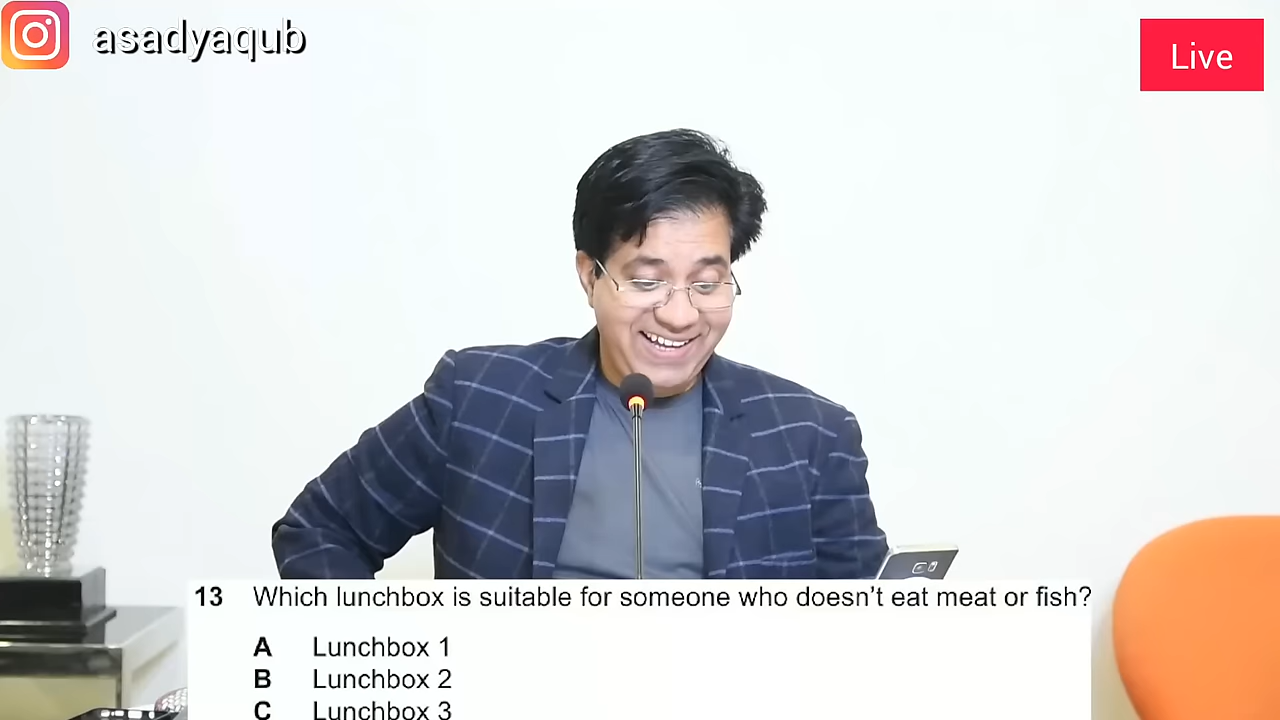 asadyaqub
Live
13 Which lunchbox is suitable for someone who doesn't eat meat or fish?
A Lunchbox 1
B Lunchbox 2
C Lunchbox 3